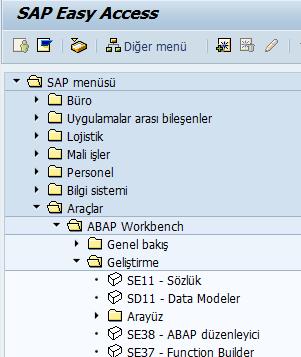 SAP Easy Access
Diğer menü
SAP menüsü
Büro
Uygulamalar arası bileşenler
Lojistik
Mali işler
Personel
Bilgi sistemi
Araçlar
ABAP Workbench
Genel bakış
Geliştirme
SE11 - Sözlük
SD11 - Data Modeler
Arayüz
SE38 - ABAP düzenleyici
SE37 - Function Builder